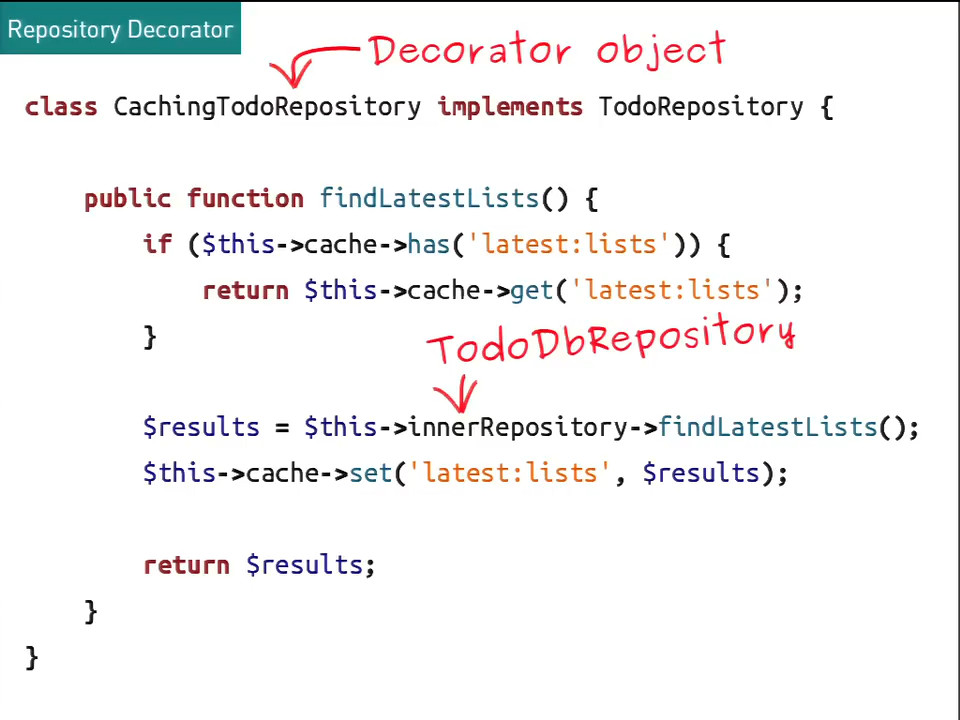 Repository Decorator
Decorator object
class CachingTodoRepository implements TodoRepository {
public function findLatestLists() {
if ($this->cache->has('latest:lists')) {
return $this->cache->get('latest:lists');
}
TodoDbRepository
$results = $this->innerRepository->findLatestLists();
$this->cache->set('latest:lists', $results);
return $results;
}
}